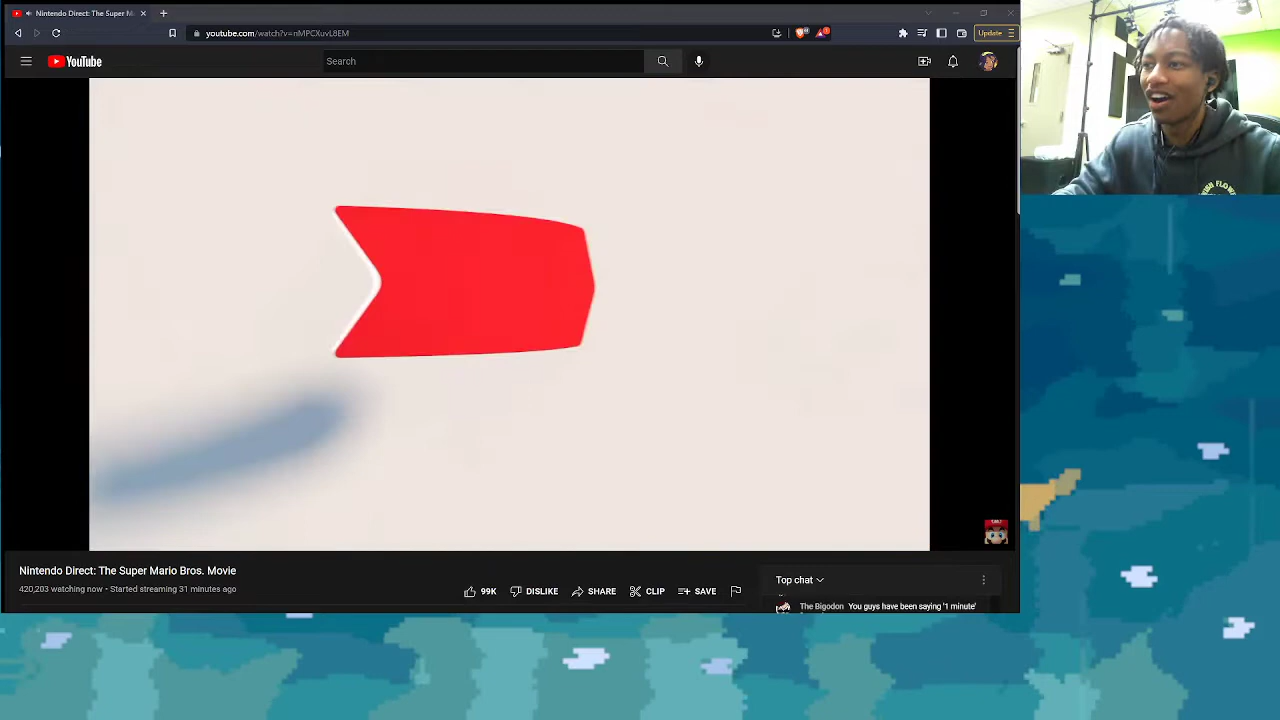 Nintendo Direct: The Super M
youtube.com/watch?v=nMPCXuvL8EM
Update
YouTube
Search
Nintendo Direct: The Super Mario Bros. Movie
420,203 watching now • Started streaming 31 minutes ago
99K
DISLIKE
SHARE
CLIP
SAVE
Top chat
The Bigodon You guys have been saying '1 minute'